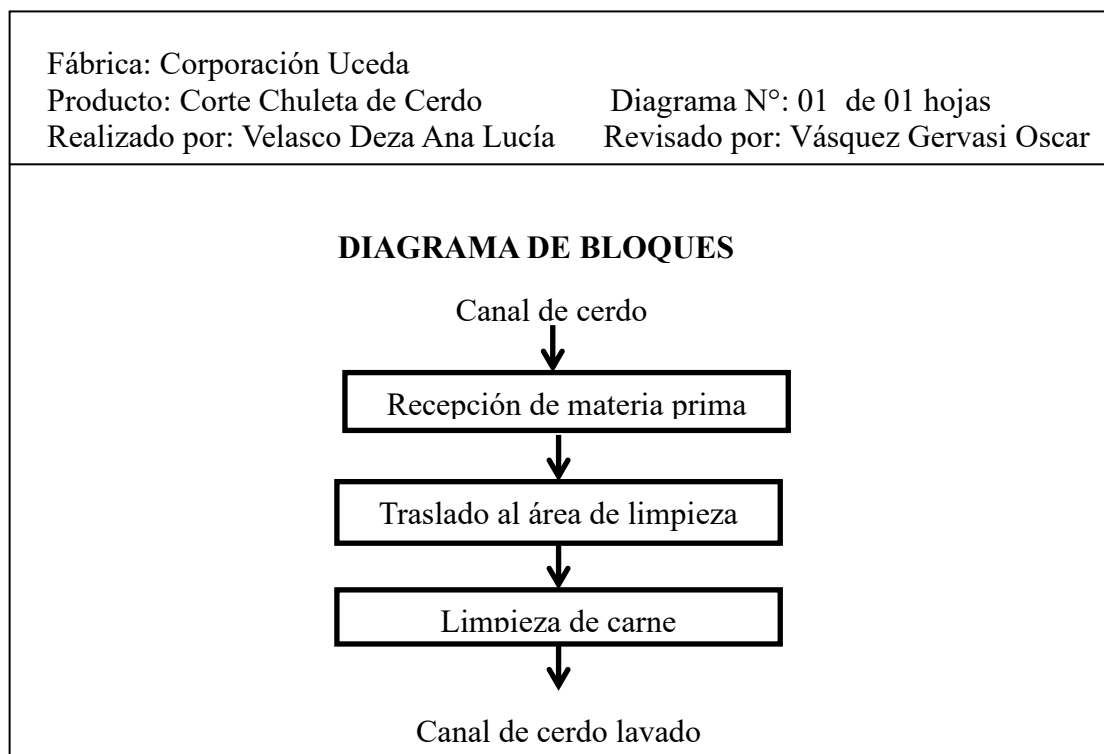 Fábrica: Corporación Uceda
Producto: Corte Chuleta de Cerdo Diagrama N°: 01 de 01 hojas
Realizado por: Velasco Deza Ana Lucía Revisado por: Vásquez Gervasi Oscar
DIAGRAMA DE BLOQUES
Canal de cerdo
Recepción de materia prima
Traslado al área de limpieza
Limpieza de carne
Canal de cerdo lavado